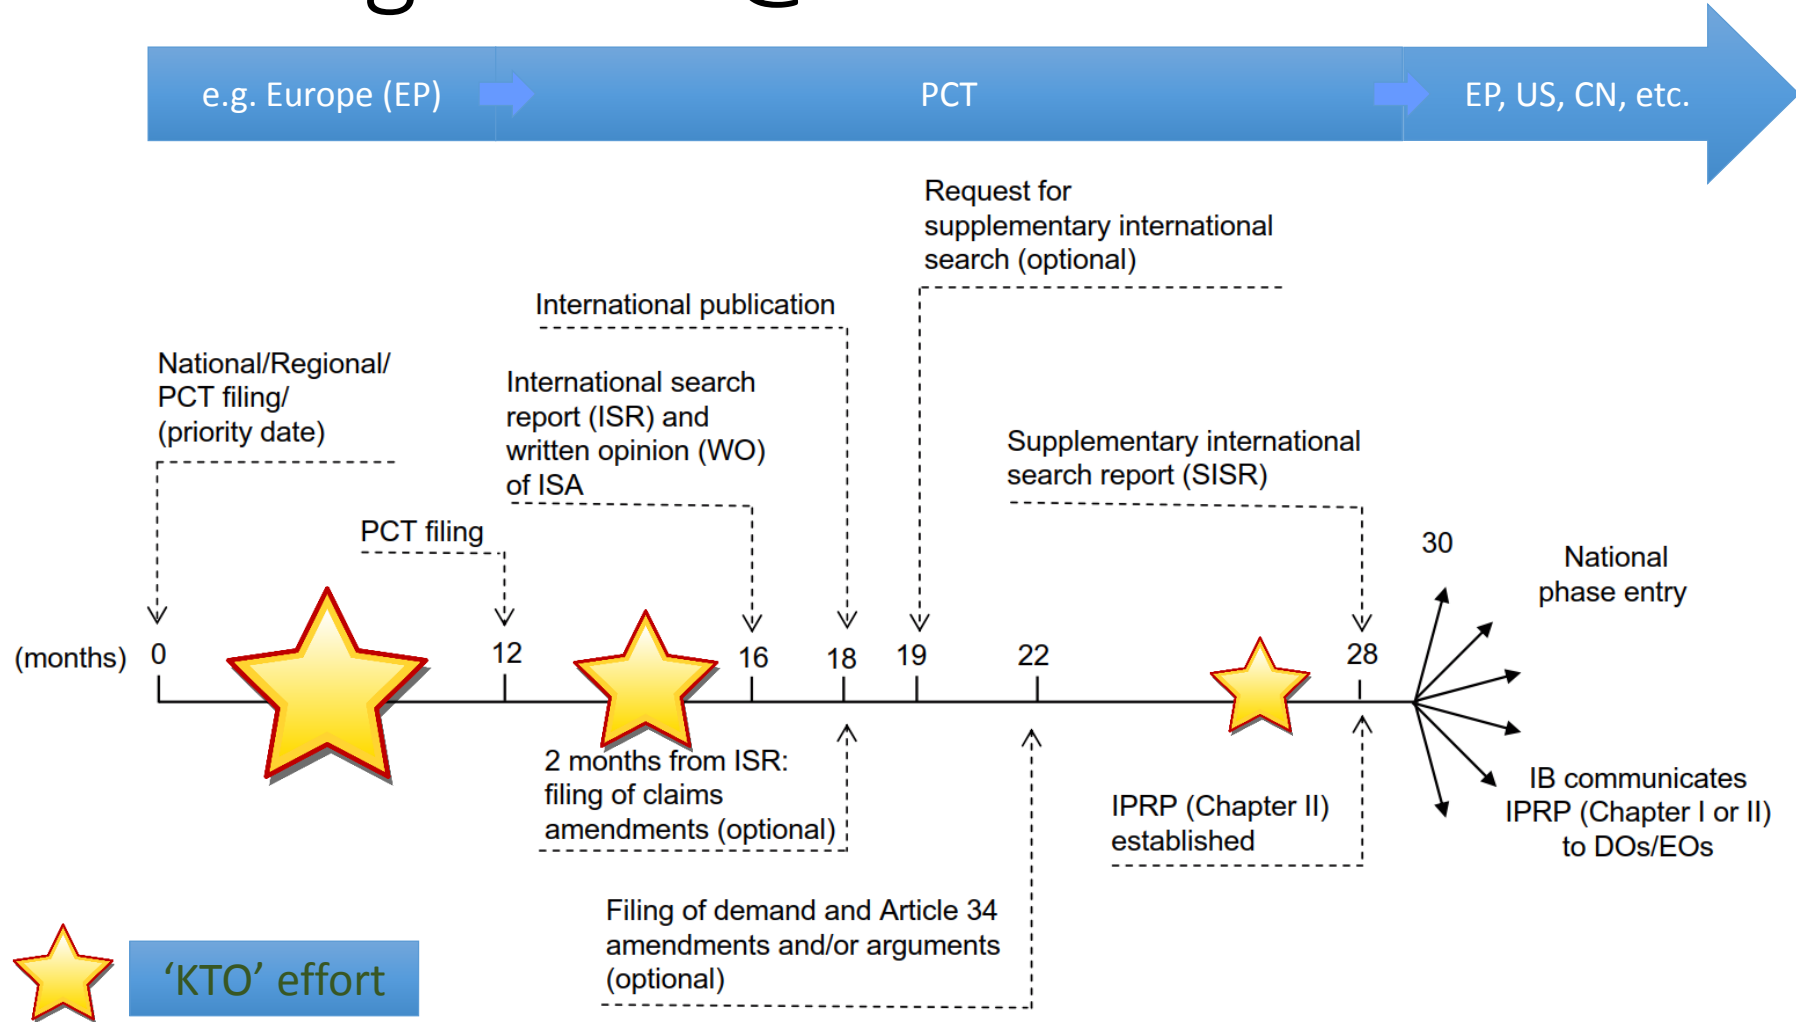 e.g. Europe (EP)
PCT
EP, US, CN, etc.
Request for
supplementary international
search (optional)
International publication
National/Regional/
PCT filing/
(priority date)
International search
report (ISR) and
written opinion (WO)
of ISA
Supplementary international
search report (SISR)
PCT filing
30
National
phase entry
(months) 0 12 16 18 19 22 28
2 months from ISR:
filing of claims
amendments (optional)
IPRP (Chapter II)
established
IB communicates
IPRP (Chapter I or II)
to DOs/EOs
Filing of demand and Article 34
amendments and/or arguments
(optional)
‘KTO’ effort